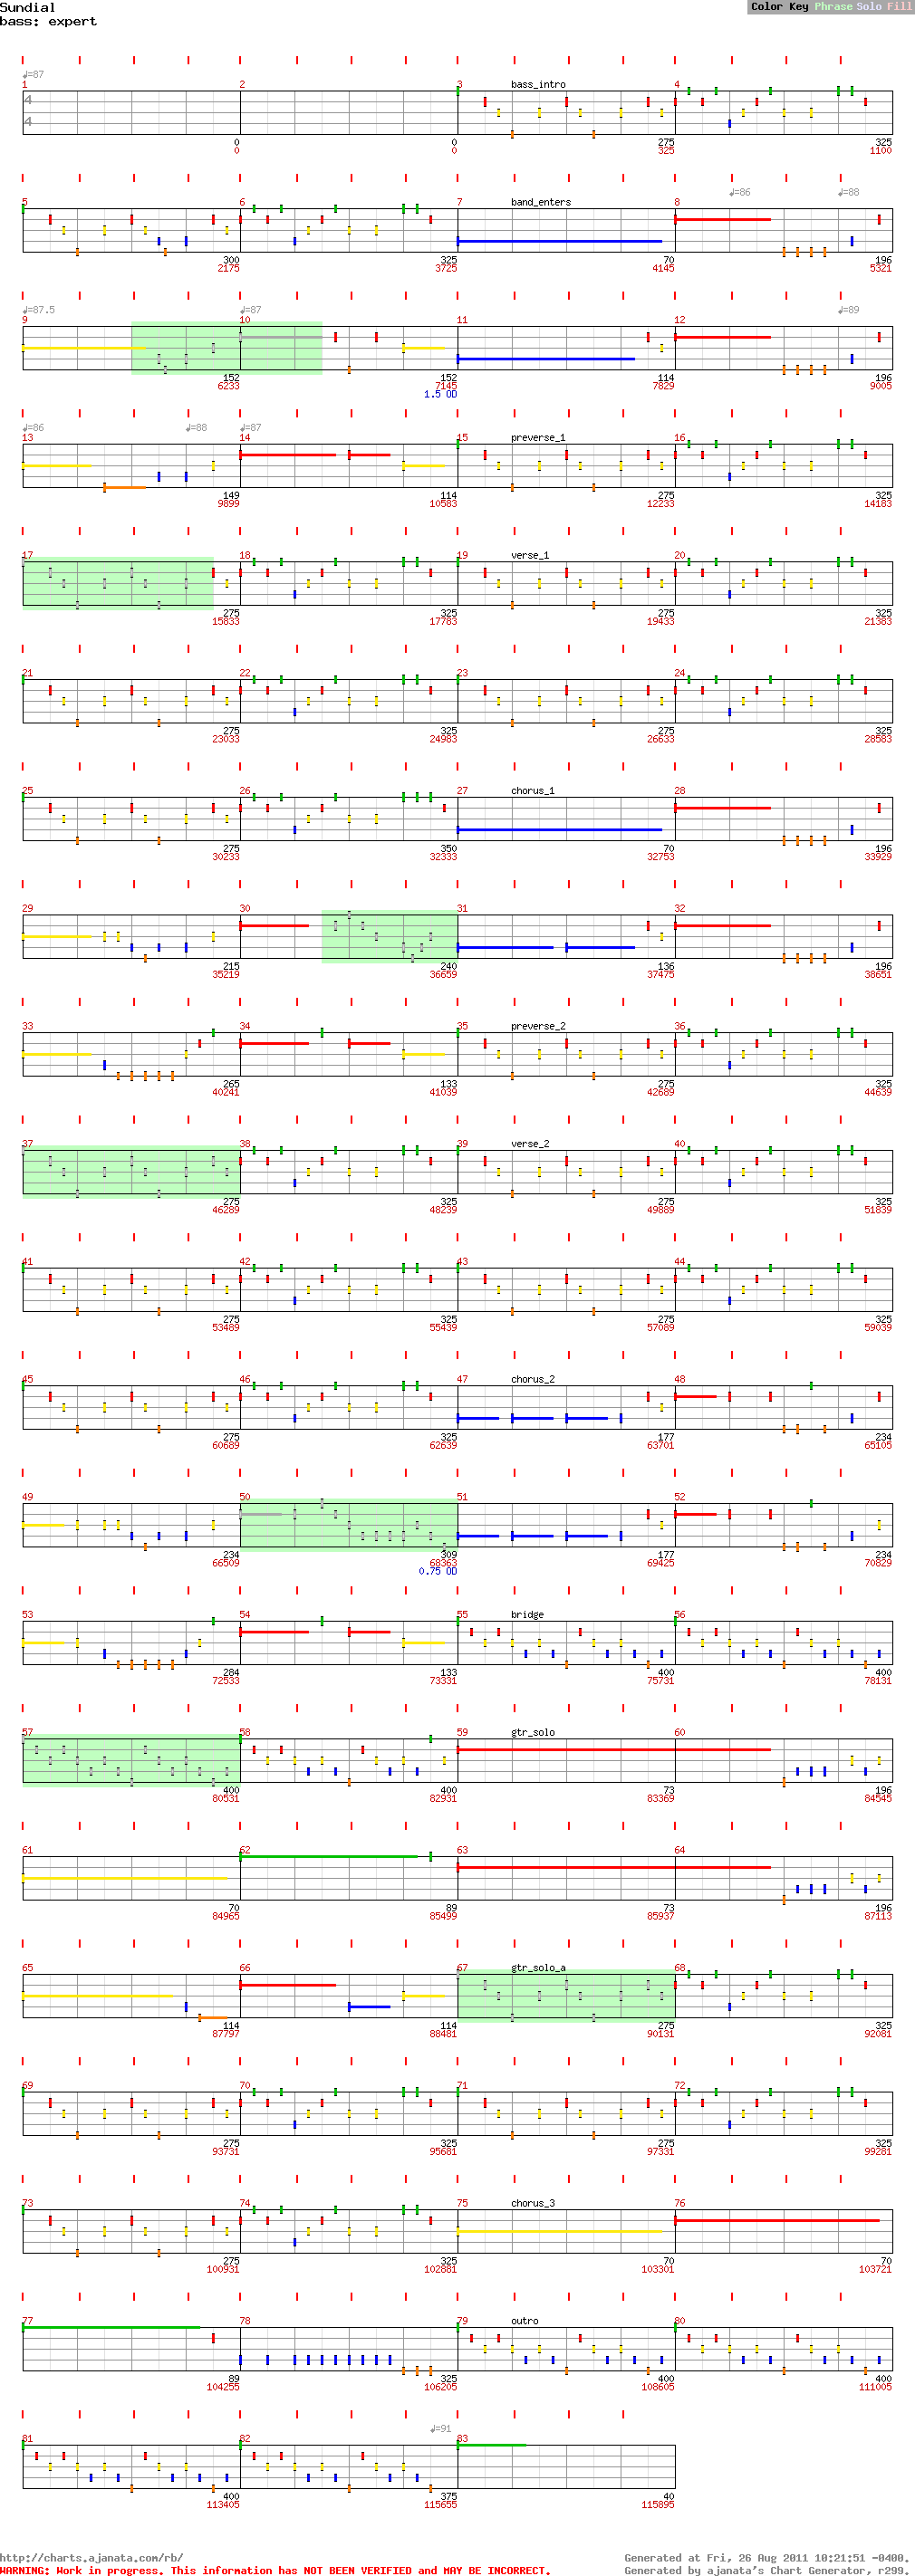 Sundial
bass: expert
Color Key Phrase Solo Fill
♩=87
1 2 3 bass_intro 4
4
4
0 0 275 325
0 0 325 1100
♩=86 ♩=88
5 6 7 band_enters 8
300 325 70 196
2175 3725 4145 5321
♩=87.5 ♩=87 ♩=89
9 10 11 12
152 152 114 196
6233 7145 7829 9005
1.5 OD
♩=86 ♩=88 ♩=87
13 14 15 preverse_1 16
149 114 275 325
9899 10583 12233 14183
17 18 19 verse_1 20
275 325 275 325
15833 17783 19433 21383
21 22 23 24
275 325 275 325
23033 24983 26633 28583
25 26 27 chorus_1 28
275 350 70 196
30233 32333 32753 33929
29 30 31 32
215 240 136 196
35219 36659 37475 38651
33 34 35 preverse_2 36
265 133 275 325
40241 41039 42689 44639
37 38 39 verse_2 40
275 325 275 325
46289 48239 49889 51839
41 42 43 44
275 325 275 325
53489 55439 57089 59039
45 46 47 chorus_2 48
275 325 177 234
60689 62639 63701 65105
49 50 51 52
234 309 177 234
66509 68363 69425 70829
0.75 OD
53 54 55 bridge 56
284 133 400 400
72533 73331 75731 78131
57 58 59 gtr_solo 60
400 400 73 196
80531 82931 83369 84545
61 62 63 64
70 89 73 196
84965 85499 85937 87113
65 66 67 gtr_solo_a 68
114 114 275 325
87797 88481 90131 92081
69 70 71 72
275 325 275 325
93731 95681 97331 99281
73 74 75 chorus_3 76
275 325 70 70
100931 102881 103301 103721
77 78 79 outro 80
89 325 400 400
104255 106205 108605 111005
♩=91
81 82 83
400 375 40
113405 115655 115895
http://charts.ajanata.com/rb/
Generated at Fri, 26 Aug 2011 10:21:51 -0400.
WARNING: Work in progress. This information has NOT BEEN VERIFIED and MAY BE INCORRECT.
Generated by ajanata's Chart Generator, r299.